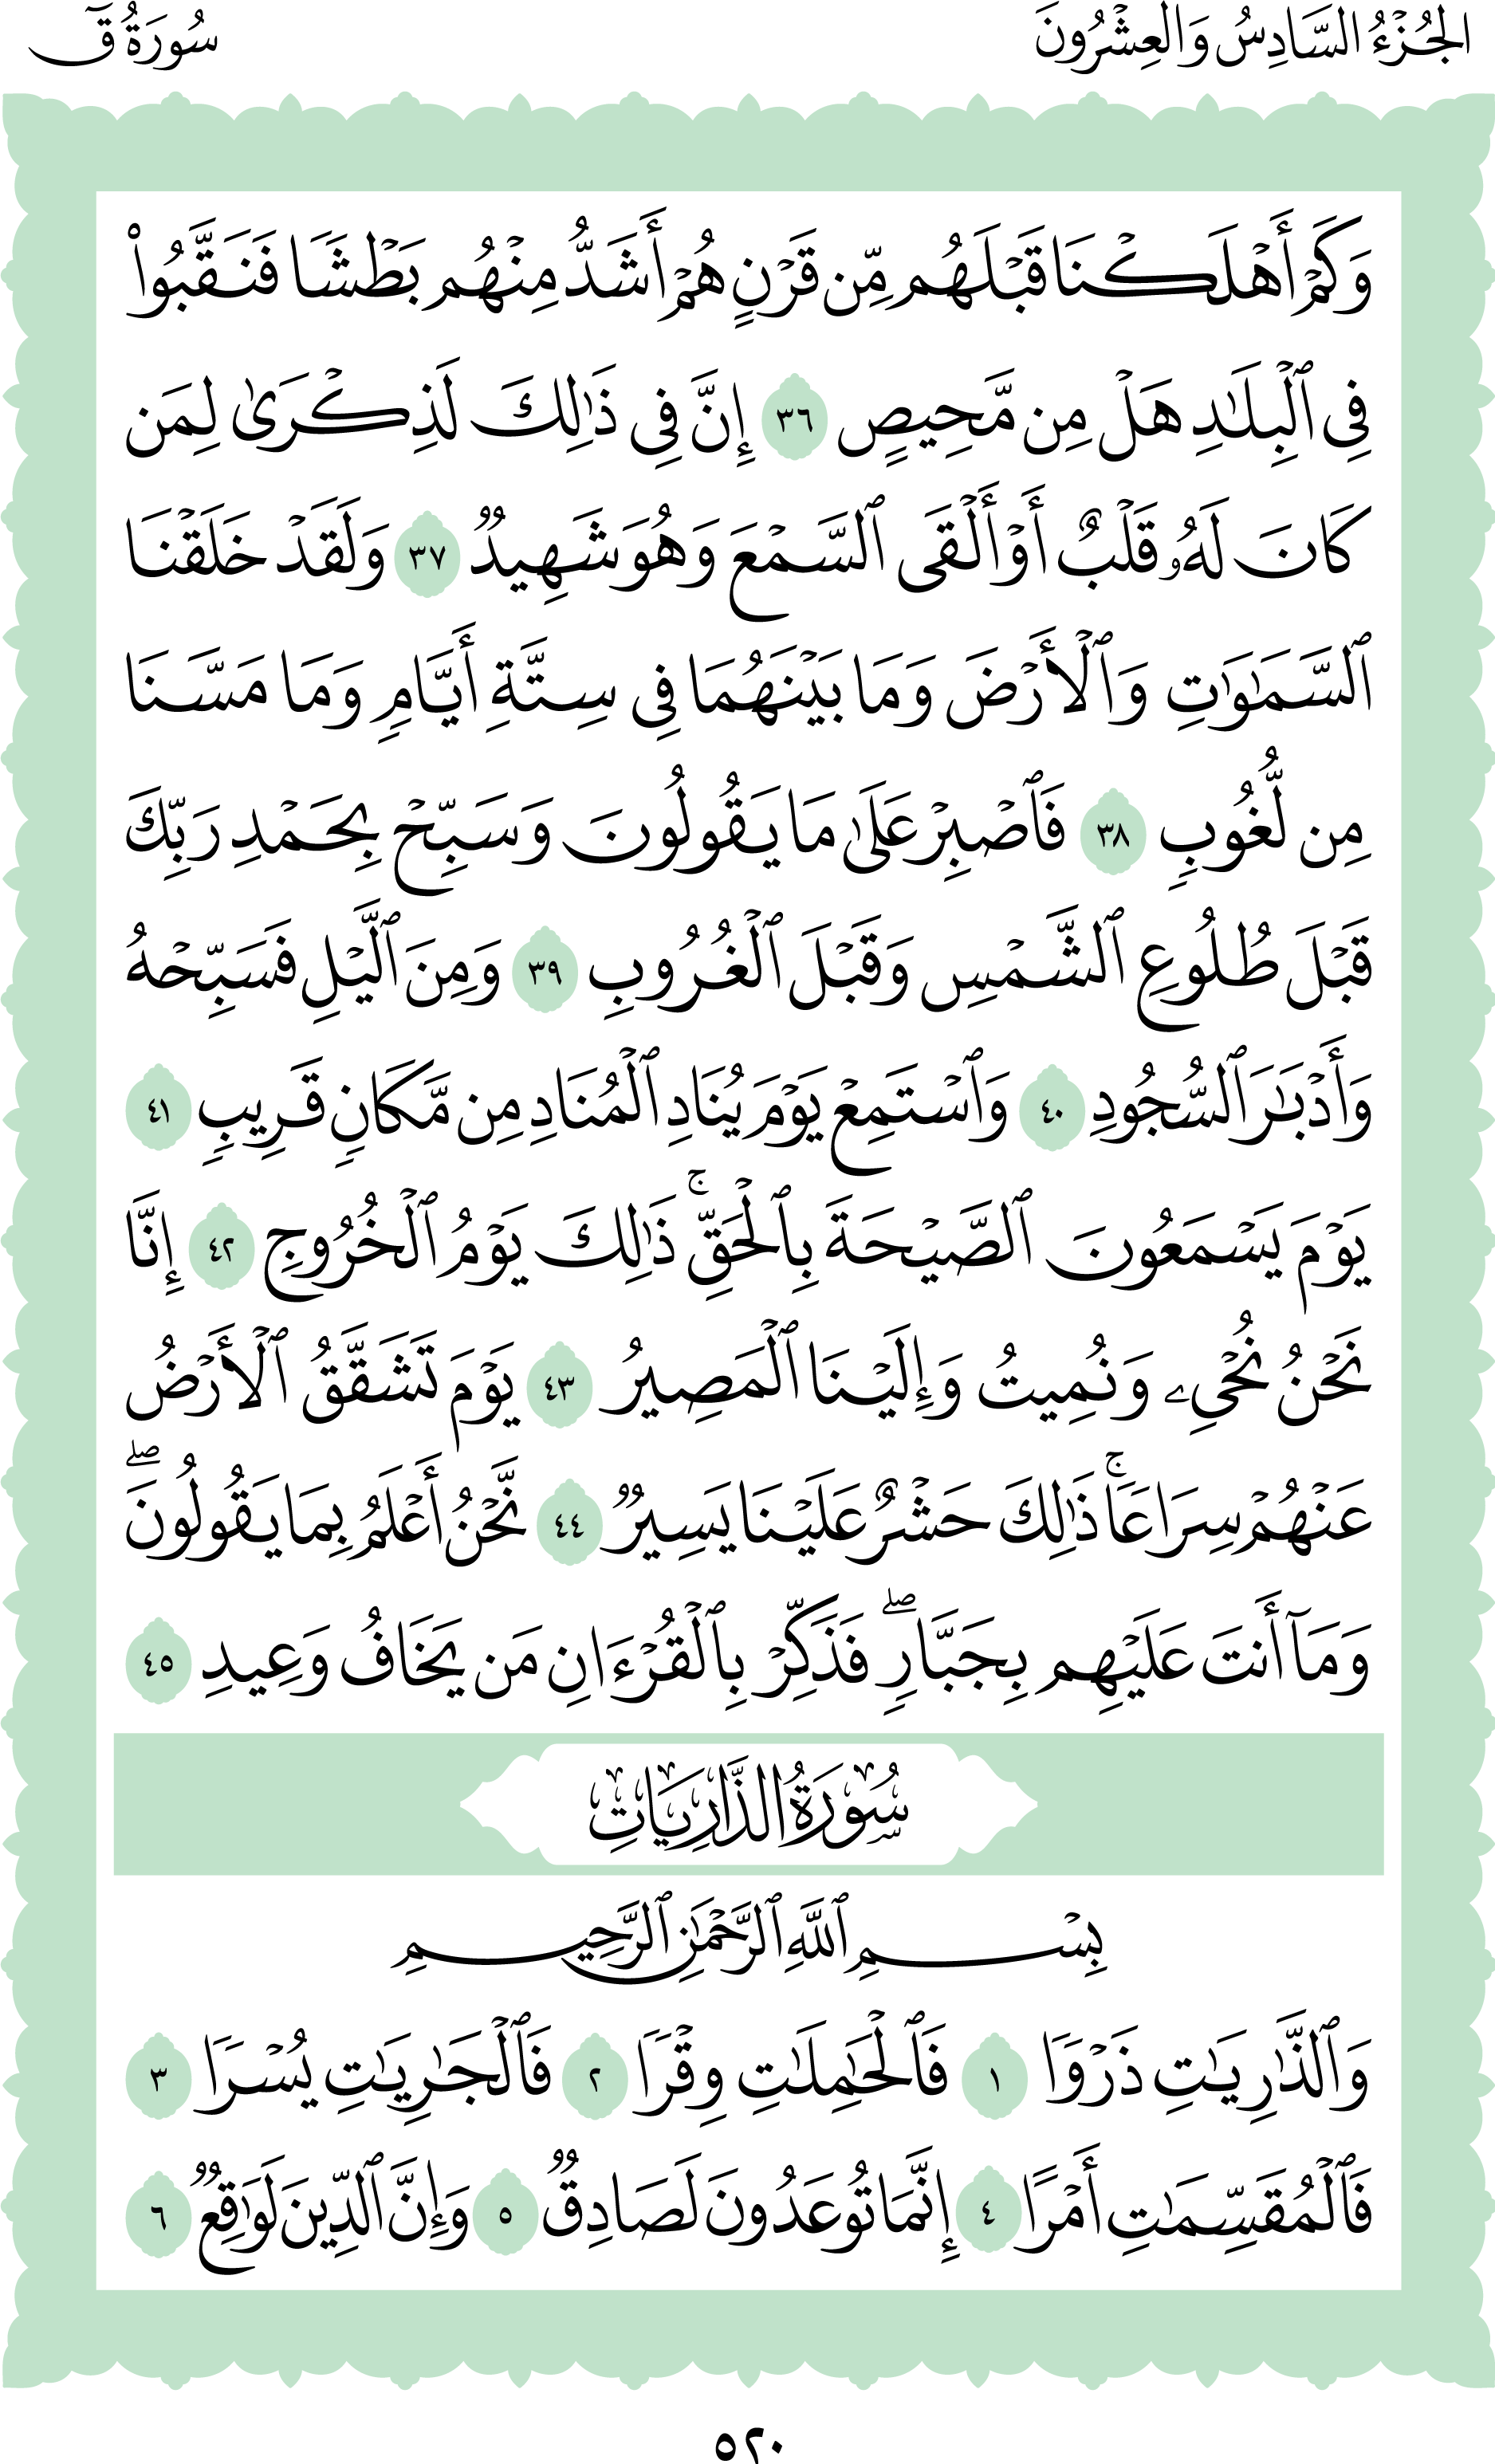 الجُزْءُ السَّادِسُ وَالعِشْرُونَ
سُورَةُ قٓ
وَكَمْ أَهْلَكْنَا قَبْلَهُم مِّن قَرْنٍ هُمْ أَشَدُّ مِنْهُم بَطْشًا فَنَقَّبُوا۟
فِى ٱلْبِلَٰدِ هَلْ مِن مَّحِيصٍ ٣٦ إِنَّ فِى ذَٰلِكَ لَذِكْرَىٰ لِمَن
كَانَ لَهُۥ قَلْبٌ أَوْ أَلْقَى ٱلسَّمْعَ وَهُوَ شَهِيدٌ ٣٧ وَلَقَدْ خَلَقْنَا
ٱلسَّمَٰوَٰتِ وَٱلْأَرْضَ وَمَا بَيْنَهُمَا فِى سِتَّةِ أَيَّامٍ وَمَا مَسَّنَا
مِن لُّغُوبٍ ٣٨ فَٱصْبِرْ عَلَىٰ مَا يَقُولُونَ وَسَبِّحْ بِحَمْدِ رَبِّكَ
قَبْلَ طُلُوعِ ٱلشَّمْسِ وَقَبْلَ ٱلْغُرُوبِ ٣٩ وَمِنَ ٱلَّيْلِ فَسَبِّحْهُ
وَأَدْبَٰرَ ٱلسُّجُودِ ٤٠ وَٱسْتَمِعْ يَوْمَ يُنَادِ ٱلْمُنَادِ مِن مَّكَانٍ قَرِيبٍ ٤١
يَوْمَ يَسْمَعُونَ ٱلصَّيْحَةَ بِٱلْحَقِّ ۚ ذَٰلِكَ يَوْمُ ٱلْخُرُوجِ ٤٢ إِنَّا
نَحْنُ نُحْىِۦ وَنُمِيتُ وَإِلَيْنَا ٱلْمَصِيرُ ٤٣ يَوْمَ تَشَقَّقُ ٱلْأَرْضُ
عَنْهُمْ سِرَاعًا ۚ ذَٰلِكَ حَشْرٌ عَلَيْنَا يَسِيرٌ ٤٤ نَّحْنُ أَعْلَمُ بِمَا يَقُولُونَ ۖ
وَمَآ أَنتَ عَلَيْهِم بِجَبَّارٍ ۖ فَذَكِّرْ بِٱلْقُرْءَانِ مَن يَخَافُ وَعِيدِ ٤٥
سُورَةُ الذَّارِيَاتِ
بِسْمِ ٱللَّهِ ٱلرَّحْمَٰنِ ٱلرَّحِيمِ
وَٱلذَّٰرِيَٰتِ ذَرْوًا ١ فَٱلْحَٰمِلَٰتِ وِقْرًا ٢ فَٱلْجَٰرِيَٰتِ يُسْرًا ٣
فَٱلْمُقَسِّمَٰتِ أَمْرًا ٤ إِنَّمَا تُوعَدُونَ لَصَادِقٌ ٥ وَإِنَّ ٱلدِّينَ لَوَٰقِعٌ ٦
٥٢٠